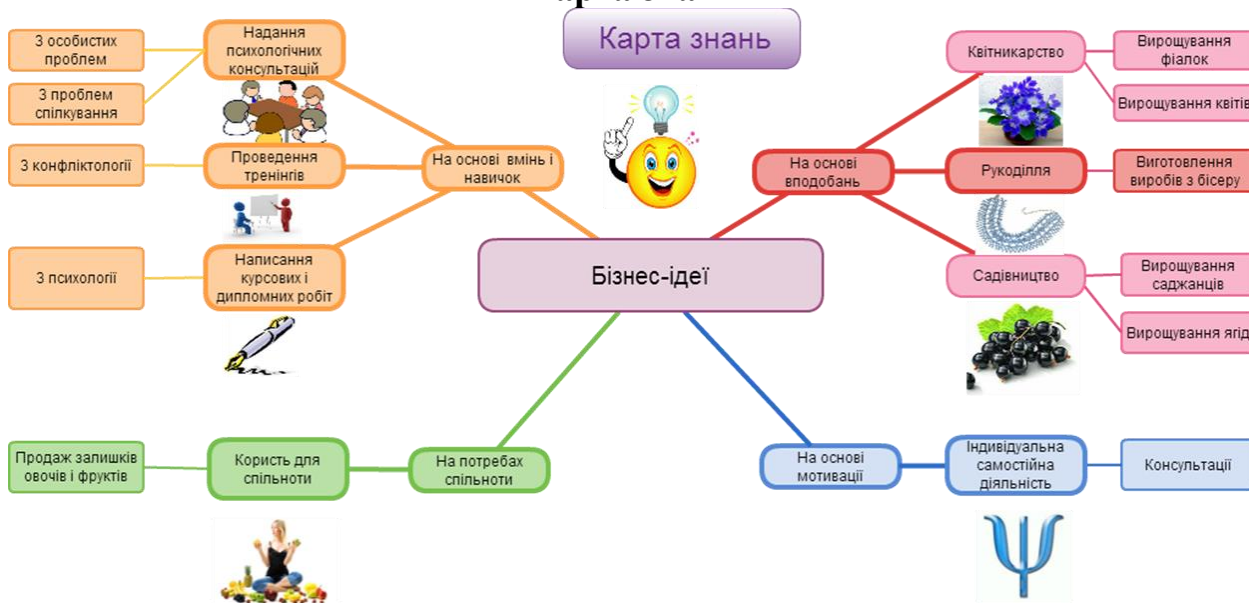 Карта знань
З особистих
проблем
З проблем
спілкування
З конфліктології
З психології
Надання
психологічних
консультацій
Проведення
тренінгів
Написання
курсових і
дипломних робіт
На основі вмінь і
навичок
Бізнес-ідеї
На основі
вподобань
Квітникарство
Вирощування
фіалок
Вирощування квітів
Рукоділля
Виготовлення
виробів з бісеру
Садівництво
Вирощування
саджанців
Вирощування ягід
Продаж залишків
овочів і фруктів
Користь для
спільноти
На потребах
спільноти
На основі
мотивації
Індивідуальна
самостійна
діяльність
Консультації